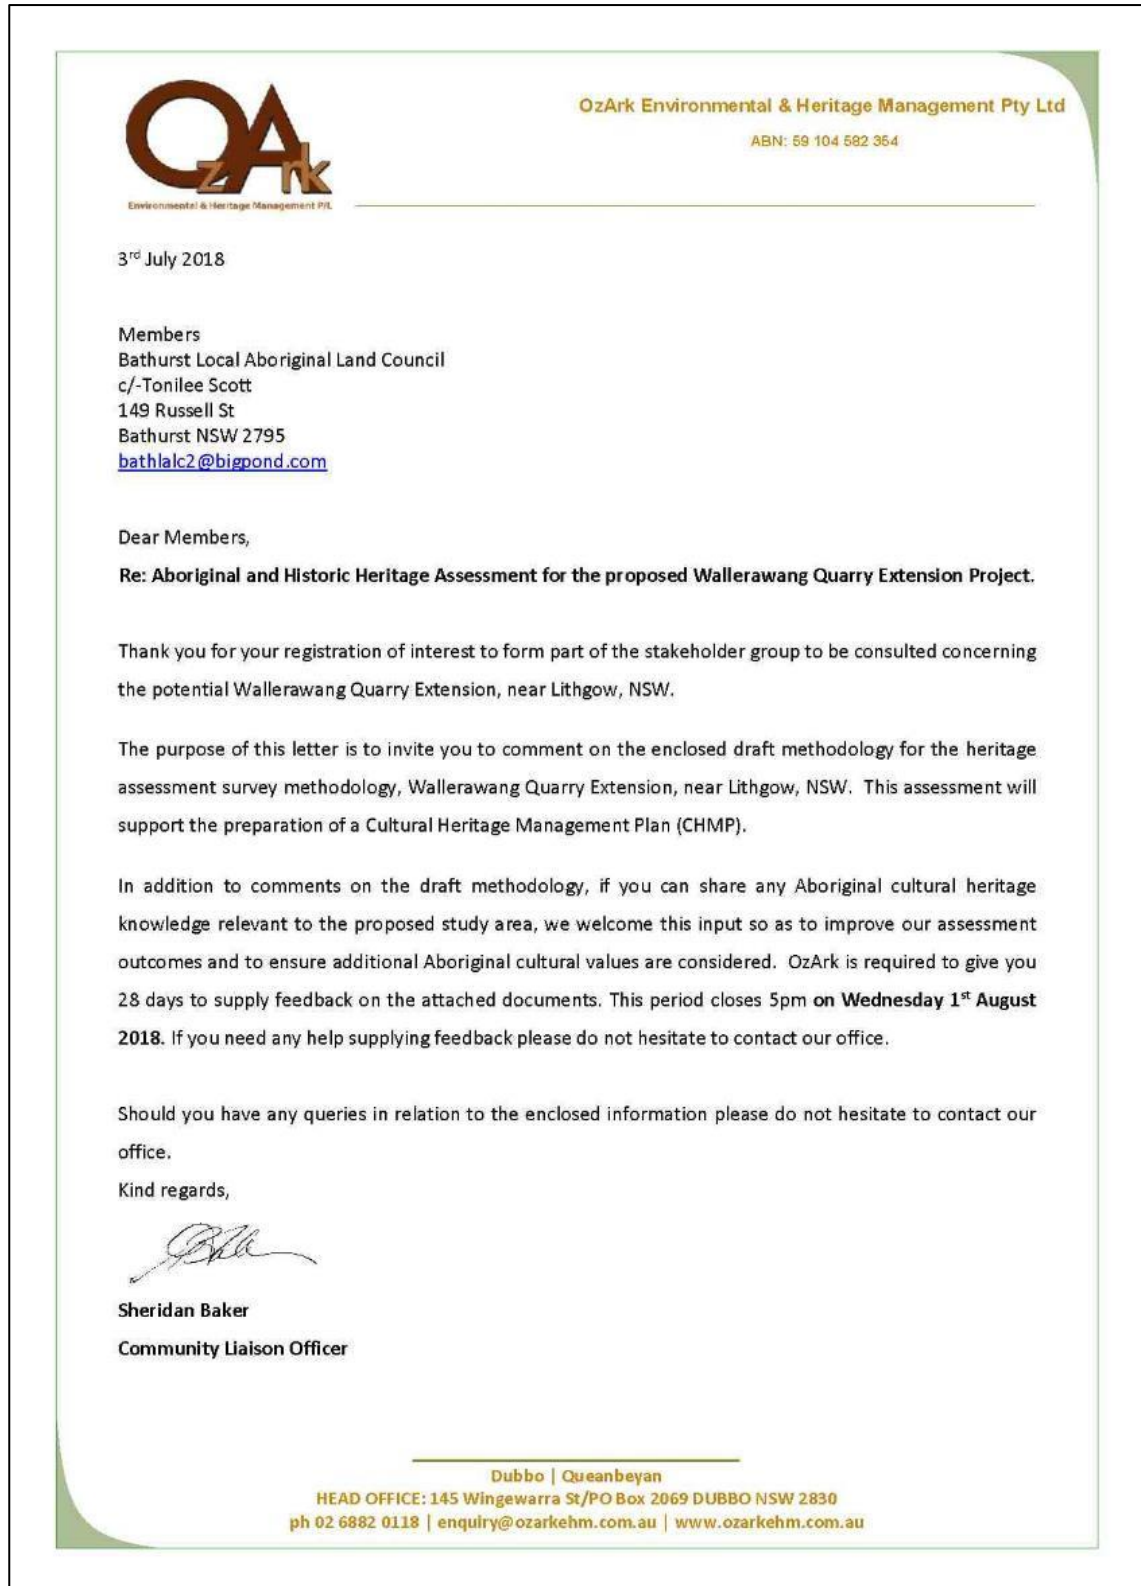 OzArk
Environmental & Heritage Management P/L
OzArk Environmental & Heritage Management Pty Ltd
ABN: 59 104 582 354
3rd July 2018
Members
Bathurst Local Aboriginal Land Council
c/-Tonilee Scott
149 Russell St
Bathurst NSW 2795
bathlalc2@bigpond.com
Dear Members,
Re: Aboriginal and Historic Heritage Assessment for the proposed Wallerawang Quarry Extension Project.
Thank you for your registration of interest to form part of the stakeholder group to be consulted concerning
the potential Wallerawang Quarry Extension, near Lithgow, NSW.
The purpose of this letter is to invite you to comment on the enclosed draft methodology for the heritage
assessment survey methodology, Wallerawang Quarry Extension, near Lithgow, NSW. This assessment will
support the preparation of a Cultural Heritage Management Plan (CHMP).
In addition to comments on the draft methodology, if you can share any Aboriginal cultural heritage
knowledge relevant to the proposed study area, we welcome this input so as to improve our assessment
outcomes and to ensure additional Aboriginal cultural values are considered. OzArk is required to give you
28 days to supply feedback on the attached documents. This period closes 5pm on Wednesday 1st August
2018. If you need any help supplying feedback please do not hesitate to contact our office.
Should you have any queries in relation to the enclosed information please do not hesitate to contact our
office.
Kind regards,
Sheridan Baker
Community Liaison Officer
Dubbo | Queanbeyan
HEAD OFFICE: 145 Wingewarra St/PO Box 2069 DUBBO NSW 2830
ph 02 6882 0118 | enquiry@ozarkehm.com.au | www.ozarkehm.com.au